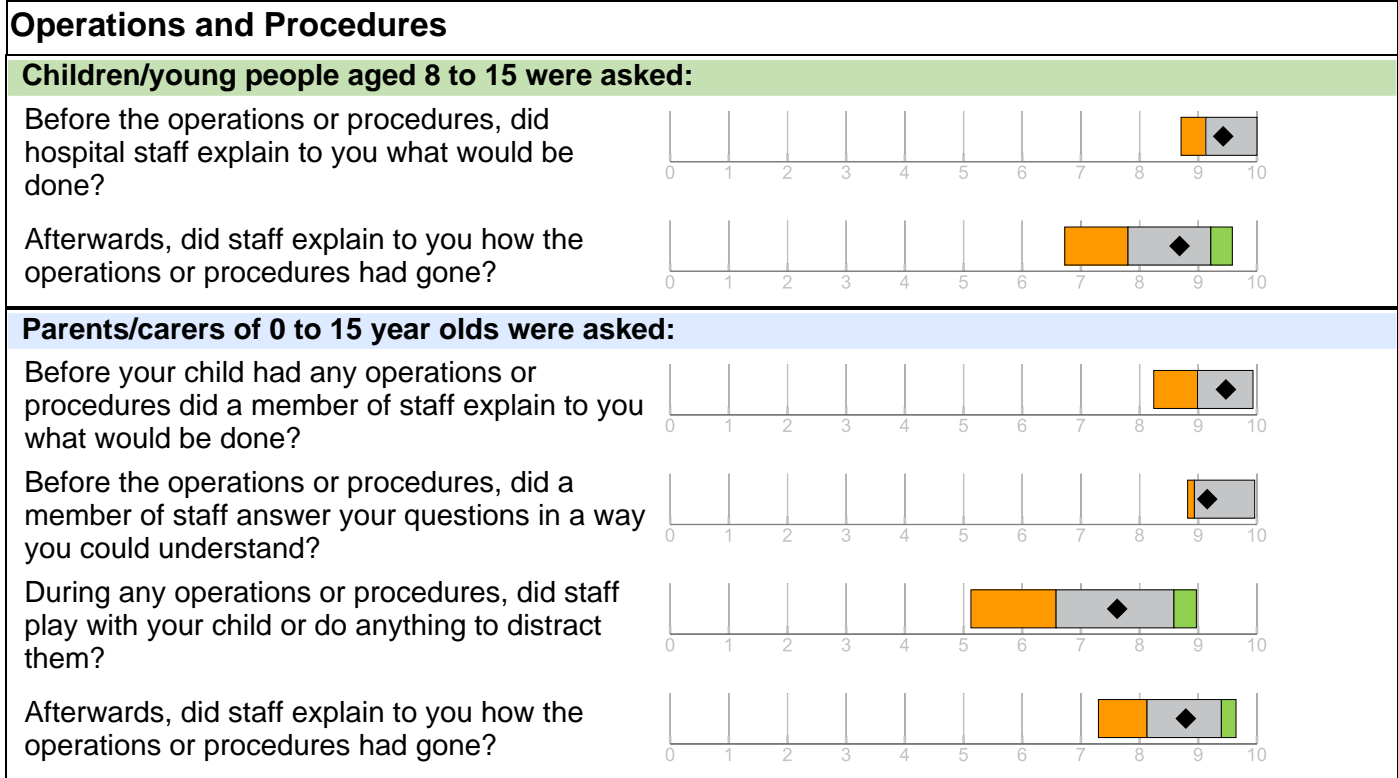 Operations and Procedures
Children/young people aged 8 to 15 were asked:
Before the operations or procedures, did
hospital staff explain to you what would be
done?
0 1 2 3 4 5 6 7 8 9 10
Afterwards, did staff explain to you how the
operations or procedures had gone?
0 1 2 3 4 5 6 7 8 9 10
Parents/carers of 0 to 15 year olds were asked:
Before your child had any operations or
procedures did a member of staff explain to you
what would be done?
0 1 2 3 4 5 6 7 8 9 10
Before the operations or procedures, did a
member of staff answer your questions in a way
you could understand?
0 1 2 3 4 5 6 7 8 9 10
During any operations or procedures, did staff
play with your child or do anything to distract
them?
0 1 2 3 4 5 6 7 8 9 10
Afterwards, did staff explain to you how the
operations or procedures had gone?
0 1 2 3 4 5 6 7 8 9 10